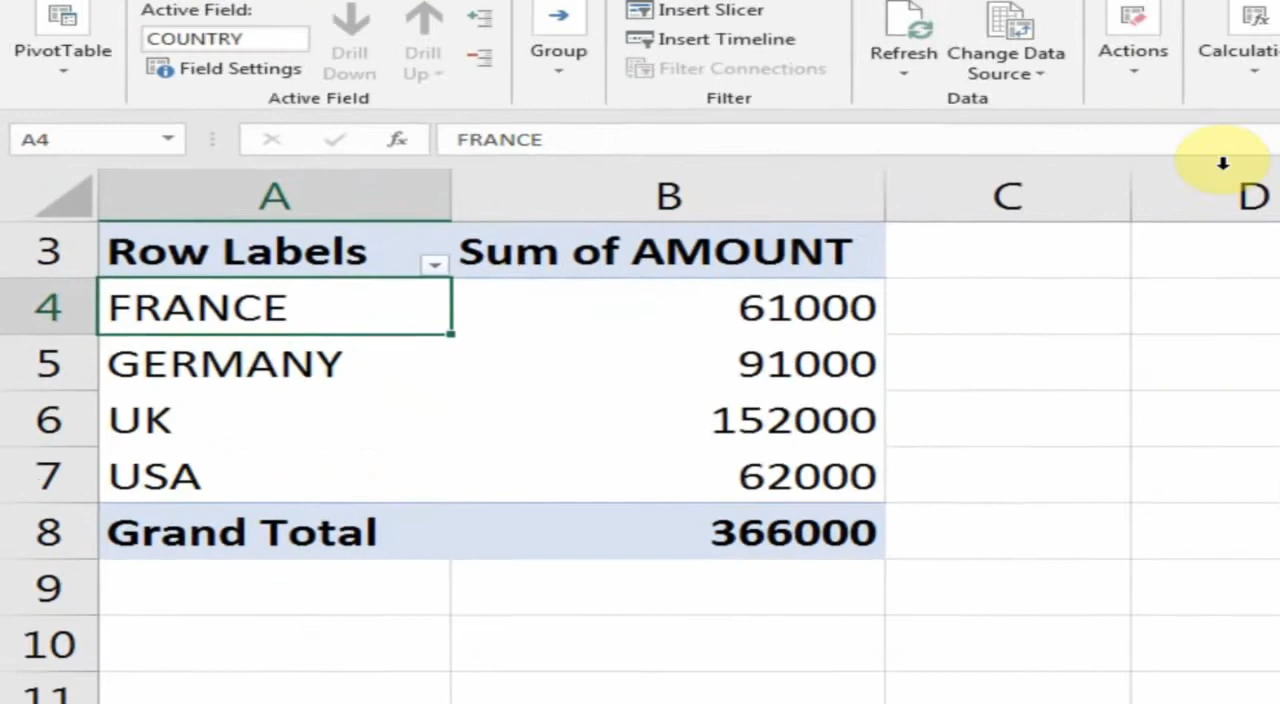 Active Field:
COUNTRY
Field Settings
PivotTable
Drill Down
Drill Up
Active Field
Group
Insert Slicer
Insert Timeline
Filter Connections
Filter
Refresh
Change Data Source
Data
Actions
A4
fx
FRANCE
A B C D
3 Row Labels Sum of AMOUNT
4 FRANCE 61000
5 GERMANY 91000
6 UK 152000
7 USA 62000
8 Grand Total 366000
9
10
11